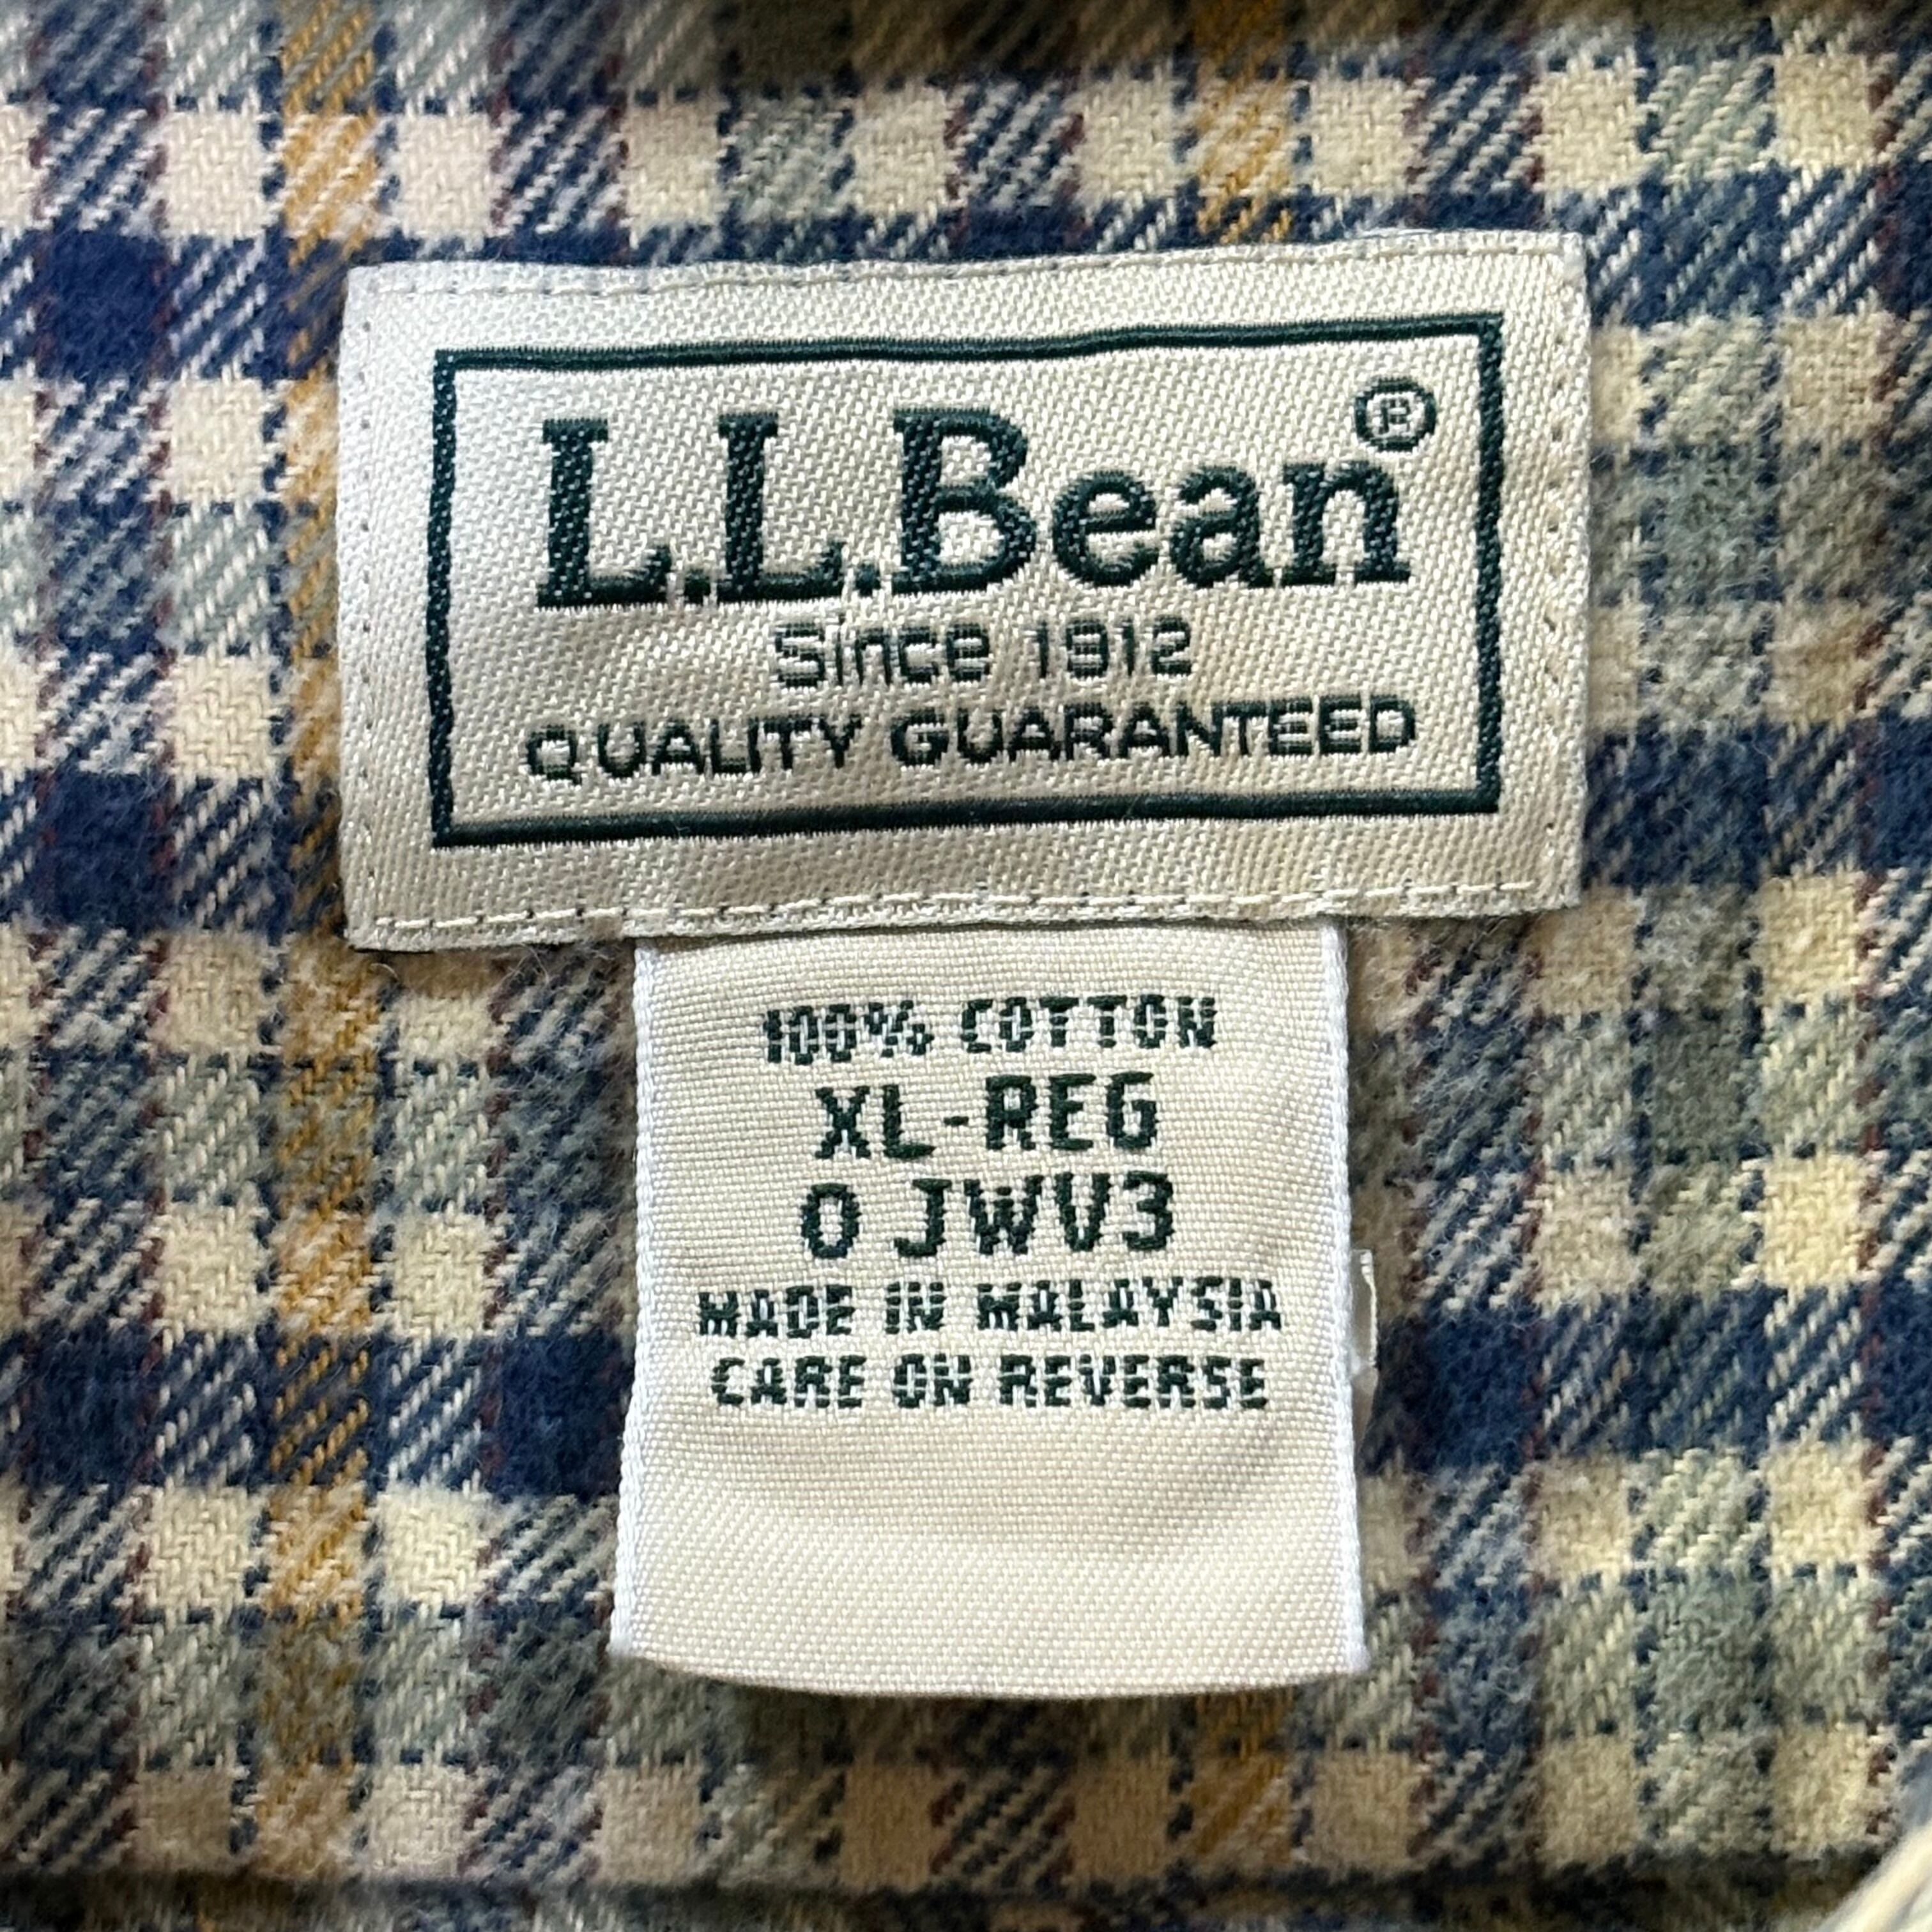 L.L.Bean®
Since 1912
QUALITY GUARANTEED
100% COTTON
XL-REG
0 JWV3
MADE IN MALAYSIA
CARE ON REVERSE